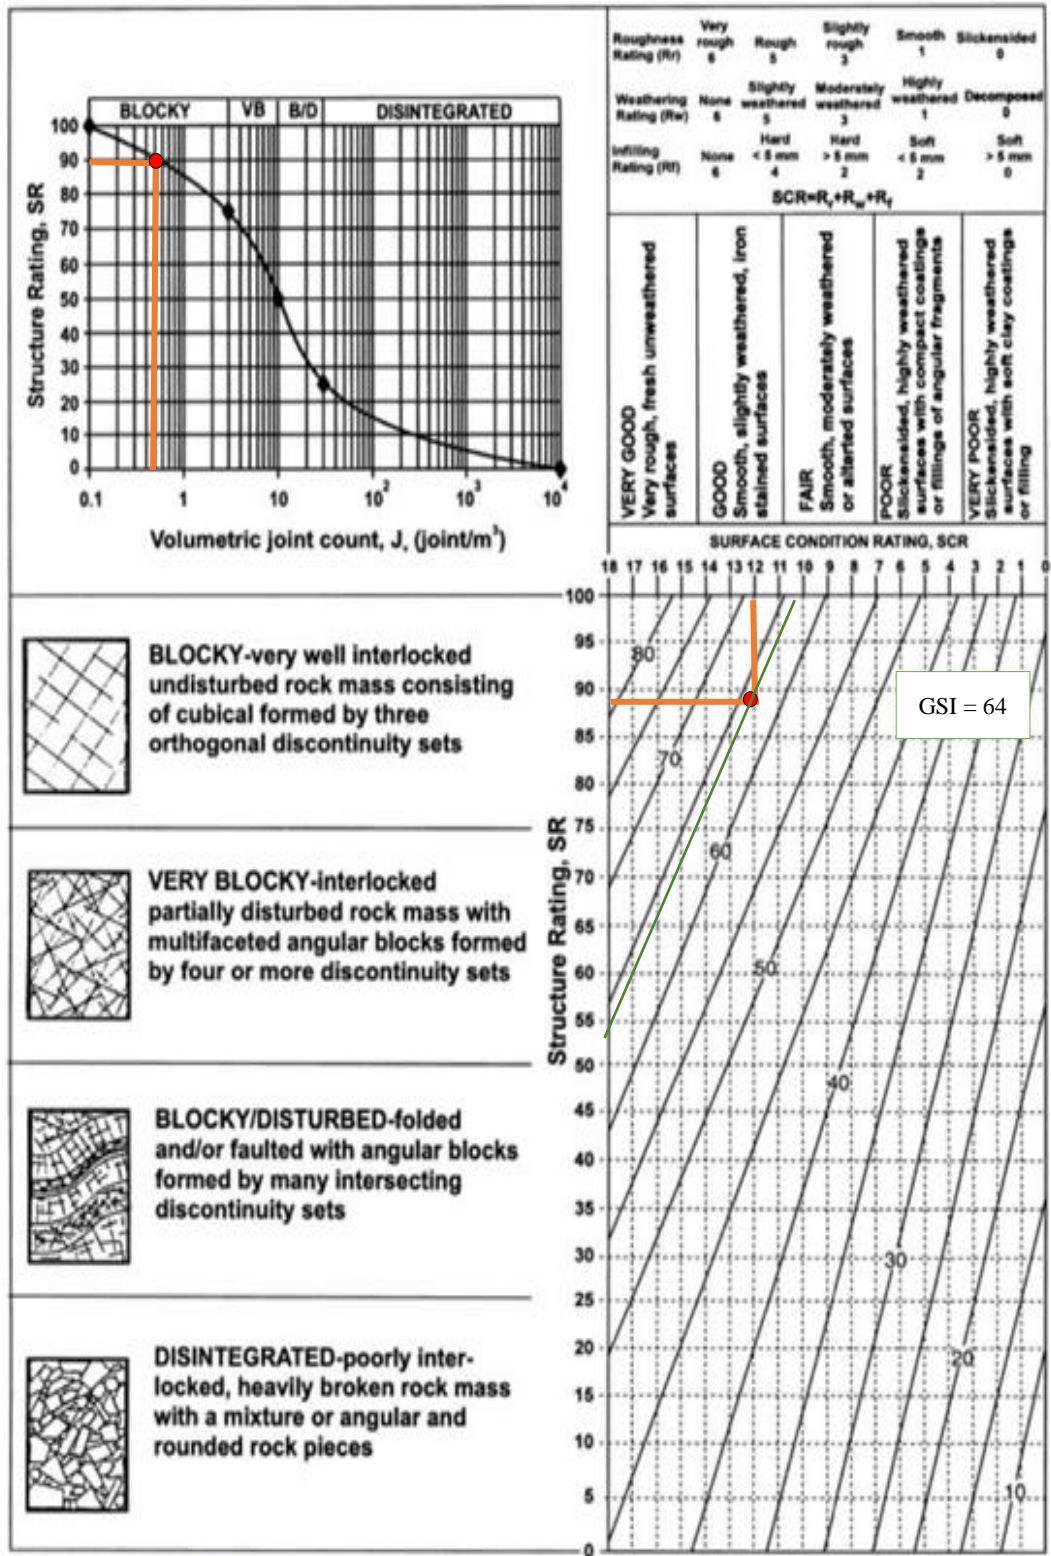 BLOCKY VB B/D DISINTEGRATED
100
90
80
70
60
50
40
30
20
10
0
Structure Rating, SR
0.1 1 10 10² 10³ 10⁴
Volumetric joint count, Jᵥ (joint/m³)
Roughness Rating (Rr) Very rough 6 Rough 5 Slightly rough 3 Smooth 1 Slickensided 0
Weathering Rating (Rw) None 6 Slightly weathered 5 Moderately weathered 3 Highly weathered 1 Decomposed 0
Infilling Rating (Rf) None 6 Hard < 5 mm 4 Hard > 5 mm 2 Soft < 5 mm 2 Soft > 5 mm 0
SCR=Rr+Rw+Rf
VERY GOOD
Very rough, fresh unweathered
surfaces
GOOD
Smooth, slightly weathered, iron
stained surfaces
FAIR
Smooth, moderately weathered
or alterted surfaces
POOR
Slickensided, highly weathered
surfaces with compact coatings
or fillings of angular fragments
VERY POOR
Slickensided, highly weathered
surfaces with soft clay coatings
or filling
SURFACE CONDITION RATING, SCR
18 17 16 15 14 13 12 11 10 9 8 7 6 5 4 3 2 1 0
BLOCKY-very well interlocked
undisturbed rock mass consisting
of cubical formed by three
orthogonal discontinuity sets
VERY BLOCKY-interlocked
partially disturbed rock mass with
multifaceted angular blocks formed
by four or more discontinuity sets
BLOCKY/DISTURBED-folded
and/or faulted with angular blocks
formed by many intersecting
discontinuity sets
DISINTEGRATED-poorly inter-
locked, heavily broken rock mass
with a mixture or angular and
rounded rock pieces
Structure Rating, SR
100
95
90
85
80
75
70
65
60
55
50
45
40
35
30
25
20
15
10
5
0
80
GSI = 64
70
60
50
40
30
20
10